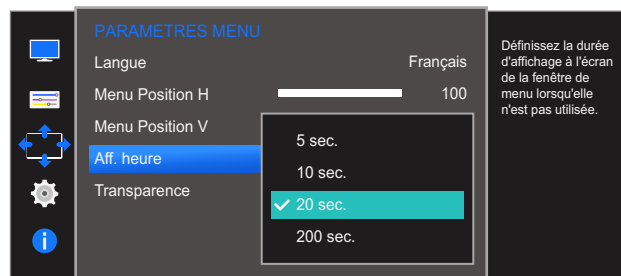 PARAMETRES MENU
Langue Français
Menu Position H 100
Menu Position V
Aff. heure
Transparence
5 sec.
10 sec.
20 sec.
200 sec.
Définissez la durée
d'affichage à l'écran
de la fenêtre de
menu lorsqu'elle
n'est pas utilisée.